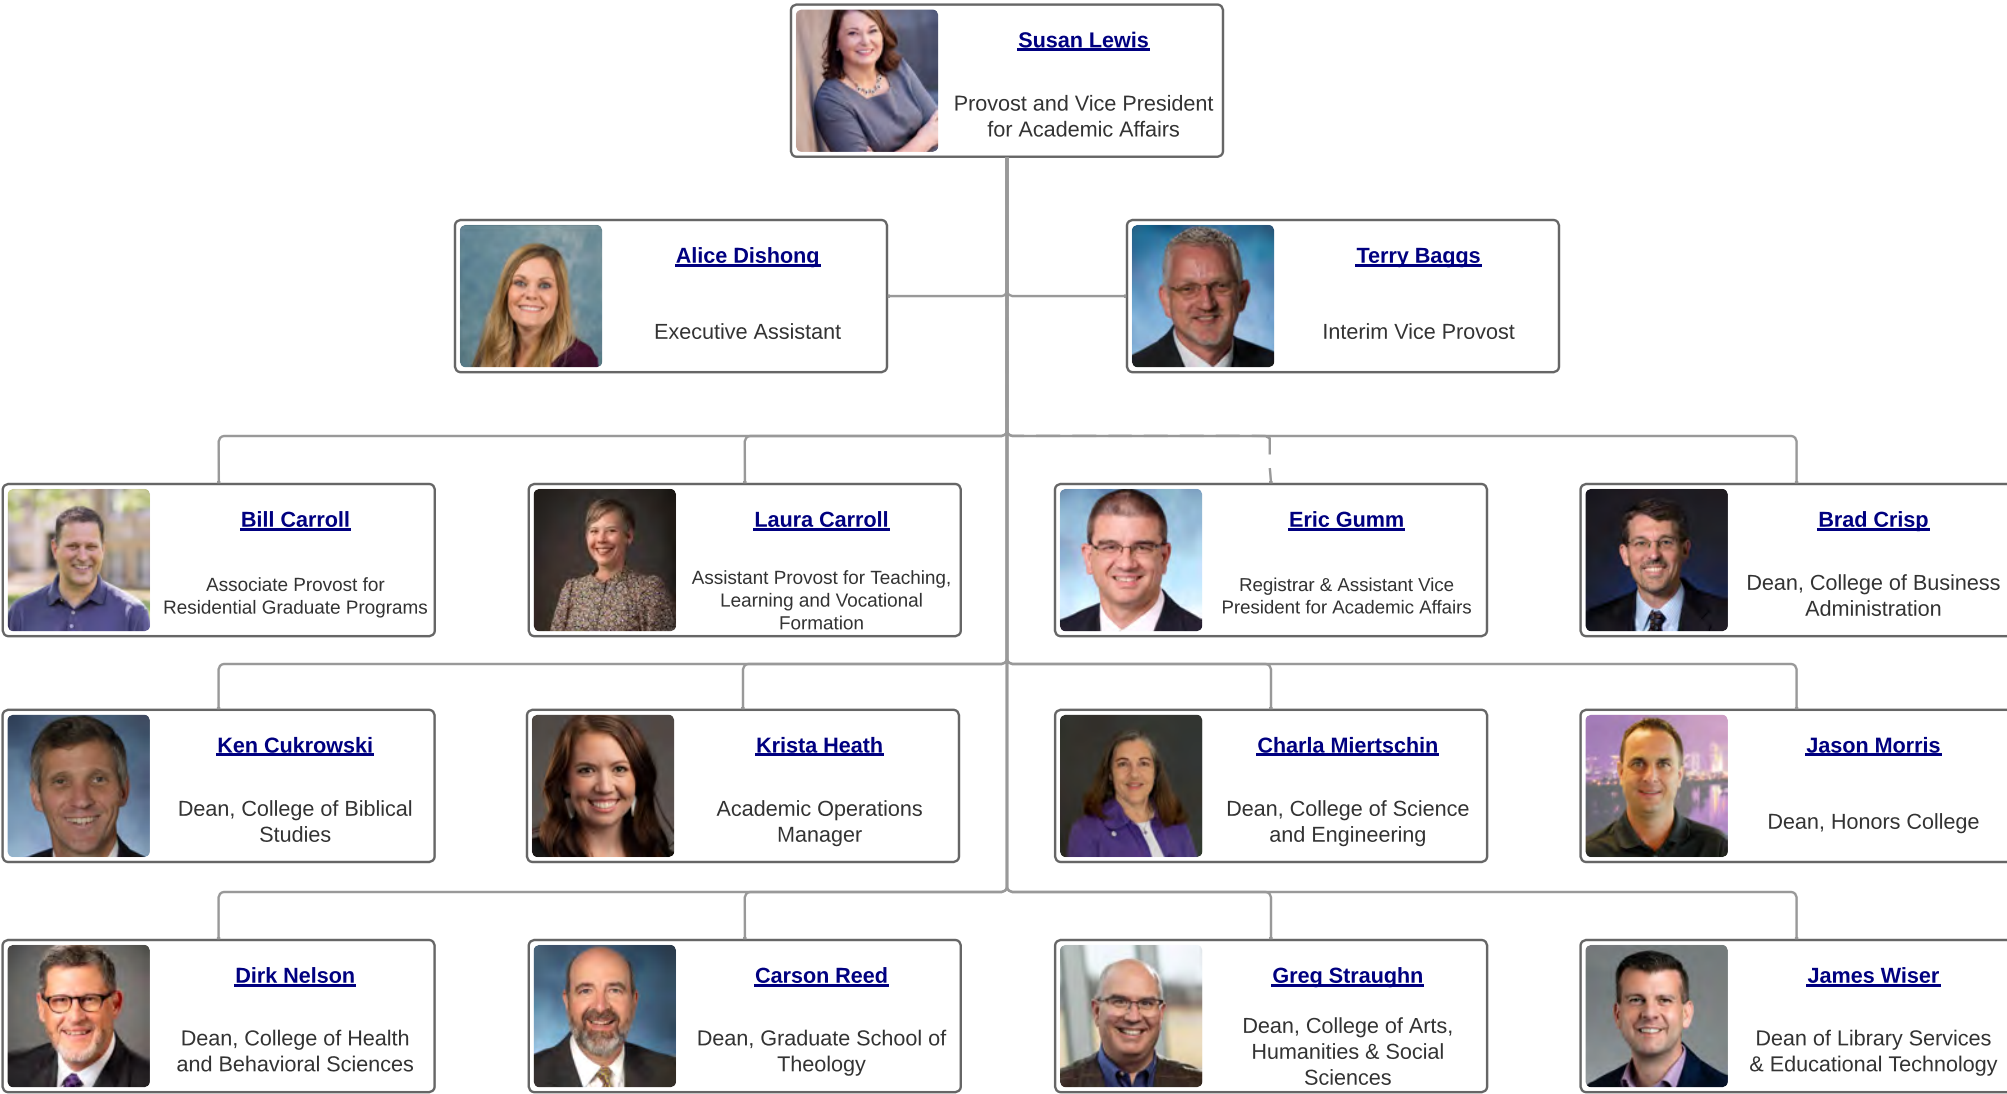 Susan Lewis
Provost and Vice President
for Academic Affairs
Alice Dishong
Executive Assistant
Terry Baggs
Interim Vice Provost
Bill Carroll
Associate Provost for
Residential Graduate Programs
Laura Carroll
Assistant Provost for Teaching,
Learning and Vocational
Formation
Eric Gumm
Registrar & Assistant Vice
President for Academic Affairs
Brad Crisp
Dean, College of Business
Administration
Ken Cukrowski
Dean, College of Biblical
Studies
Krista Heath
Academic Operations
Manager
Charla Miertschin
Dean, College of Science
and Engineering
Jason Morris
Dean, Honors College
Dirk Nelson
Dean, College of Health
and Behavioral Sciences
Carson Reed
Dean, Graduate School of
Theology
Greg Straughn
Dean, College of Arts,
Humanities & Social
Sciences
James Wiser
Dean of Library Services
& Educational Technology